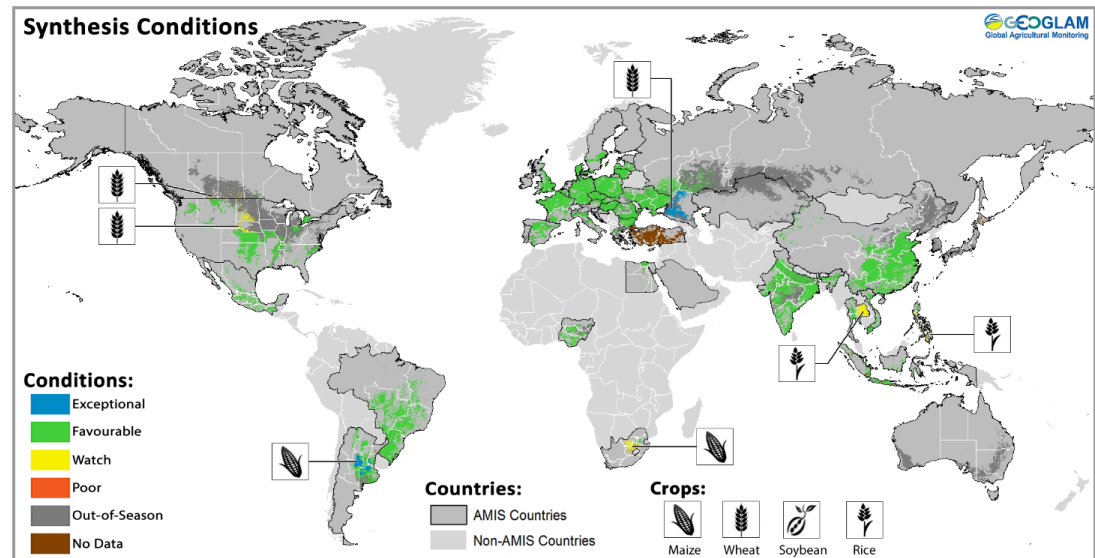 Synthesis Conditions
GEOGLAM
Global Agricultural Monitoring
Conditions:
Exceptional
Favourable
Watch
Poor
Out-of-Season
No Data
Countries:
AMIS Countries
Non-AMIS Countries
Crops:
Maize
Wheat
Soybean
Rice